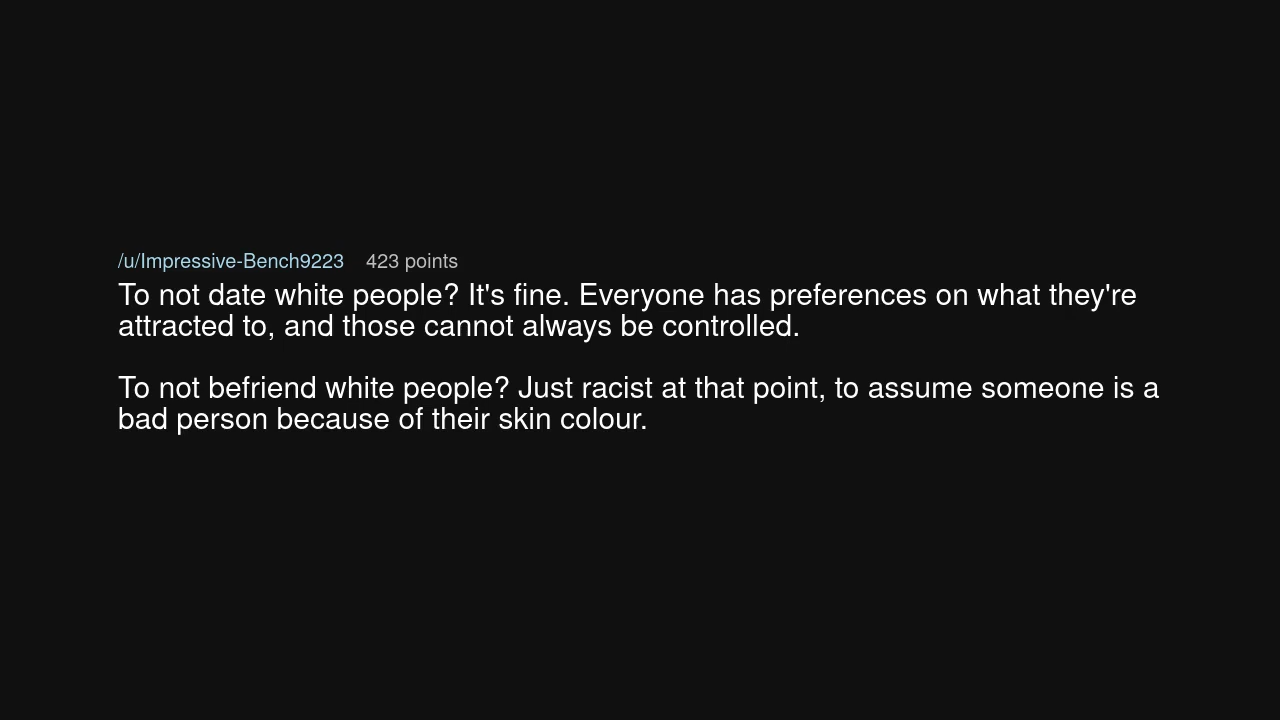 /u/Impressive-Bench9223 423 points
To not date white people? It's fine. Everyone has preferences on what they're
attracted to, and those cannot always be controlled.
To not befriend white people? Just racist at that point, to assume someone is a
bad person because of their skin colour.